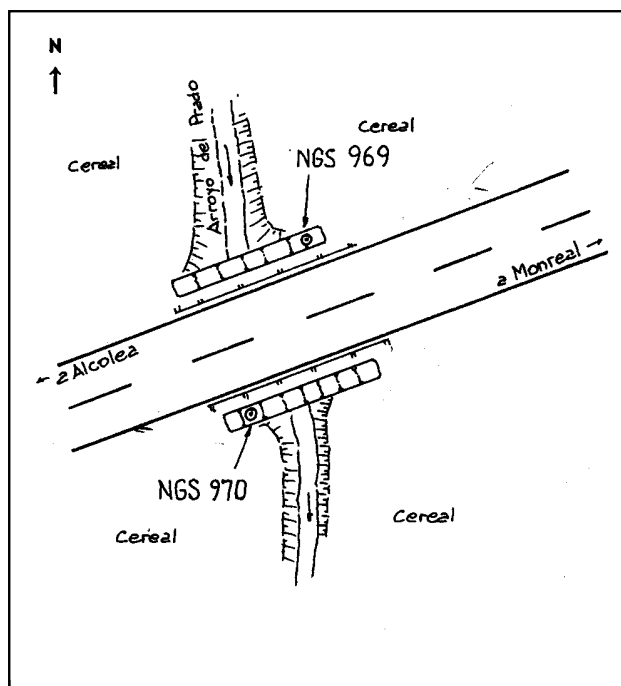 N
Arroyo del Prado
Cereal
Cereal
NGS 969
a Monreal
a Alcolea
NGS 970
Cereal
Cereal